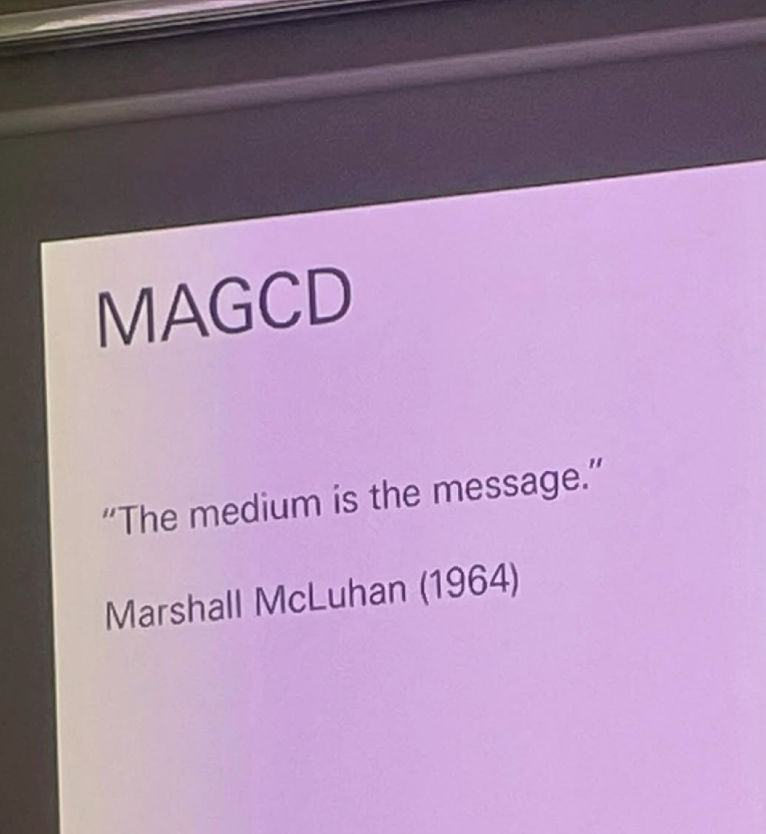 MAGCD
“The medium is the message.”
Marshall McLuhan (1964)